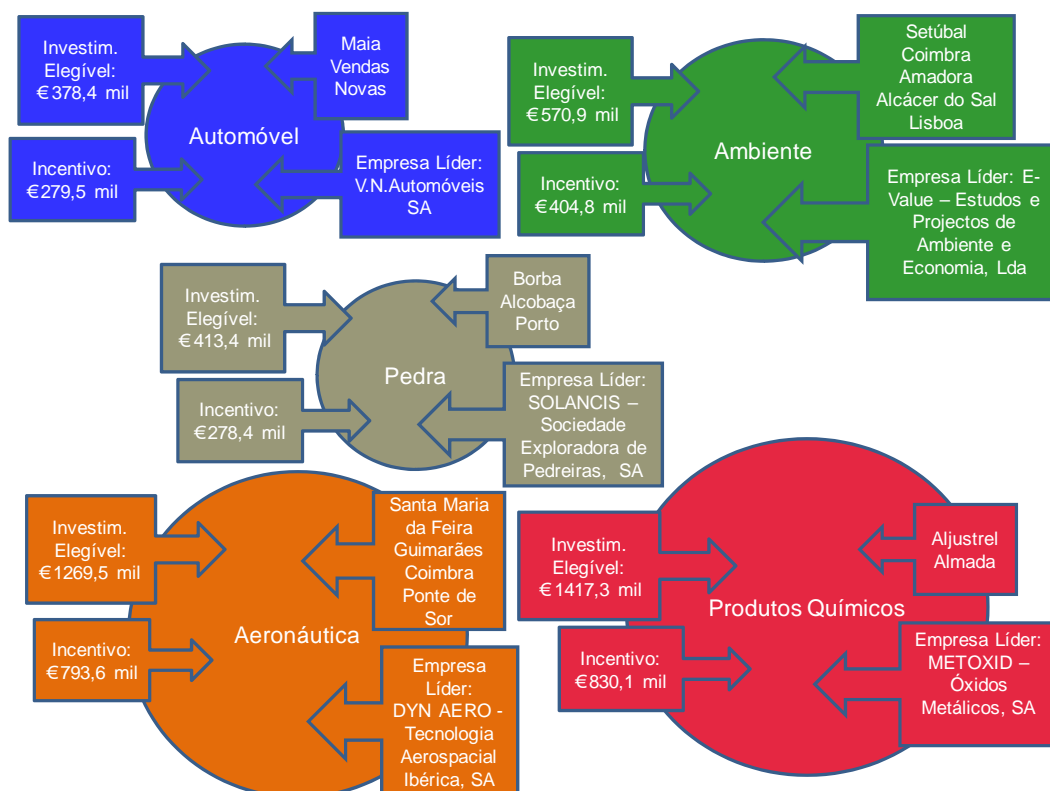 Investim.
Elegível:
€378,4 mil
Maia
Vendas
Novas
Automóvel
Incentivo:
€279,5 mil
Empresa Líder:
V.N.Automóveis
SA
Investim.
Elegível:
€570,9 mil
Setúbal
Coimbra
Amadora
Alcácer do Sal
Lisboa
Ambiente
Incentivo:
€404,8 mil
Empresa Líder: E-
Value – Estudos e
Projectos de
Ambiente e
Economia, Lda
Investim.
Elegível:
€413,4 mil
Borba
Alcobaça
Porto
Pedra
Incentivo:
€278,4 mil
Empresa Líder:
SOLANCIS –
Sociedade
Exploradora de
Pedreiras, SA
Investim.
Elegível:
€1269,5 mil
Santa Maria
da Feira
Guimarães
Coimbra
Ponte de
Sor
Aeronáutica
Incentivo:
€793,6 mil
Empresa
Líder:
DYN AERO -
Tecnologia
Aerospacial
Ibérica, SA
Investim.
Elegível:
€1417,3 mil
Aljustrel
Almada
Produtos Químicos
Incentivo:
€830,1 mil
Empresa Líder:
METOXID –
Óxidos
Metálicos, SA